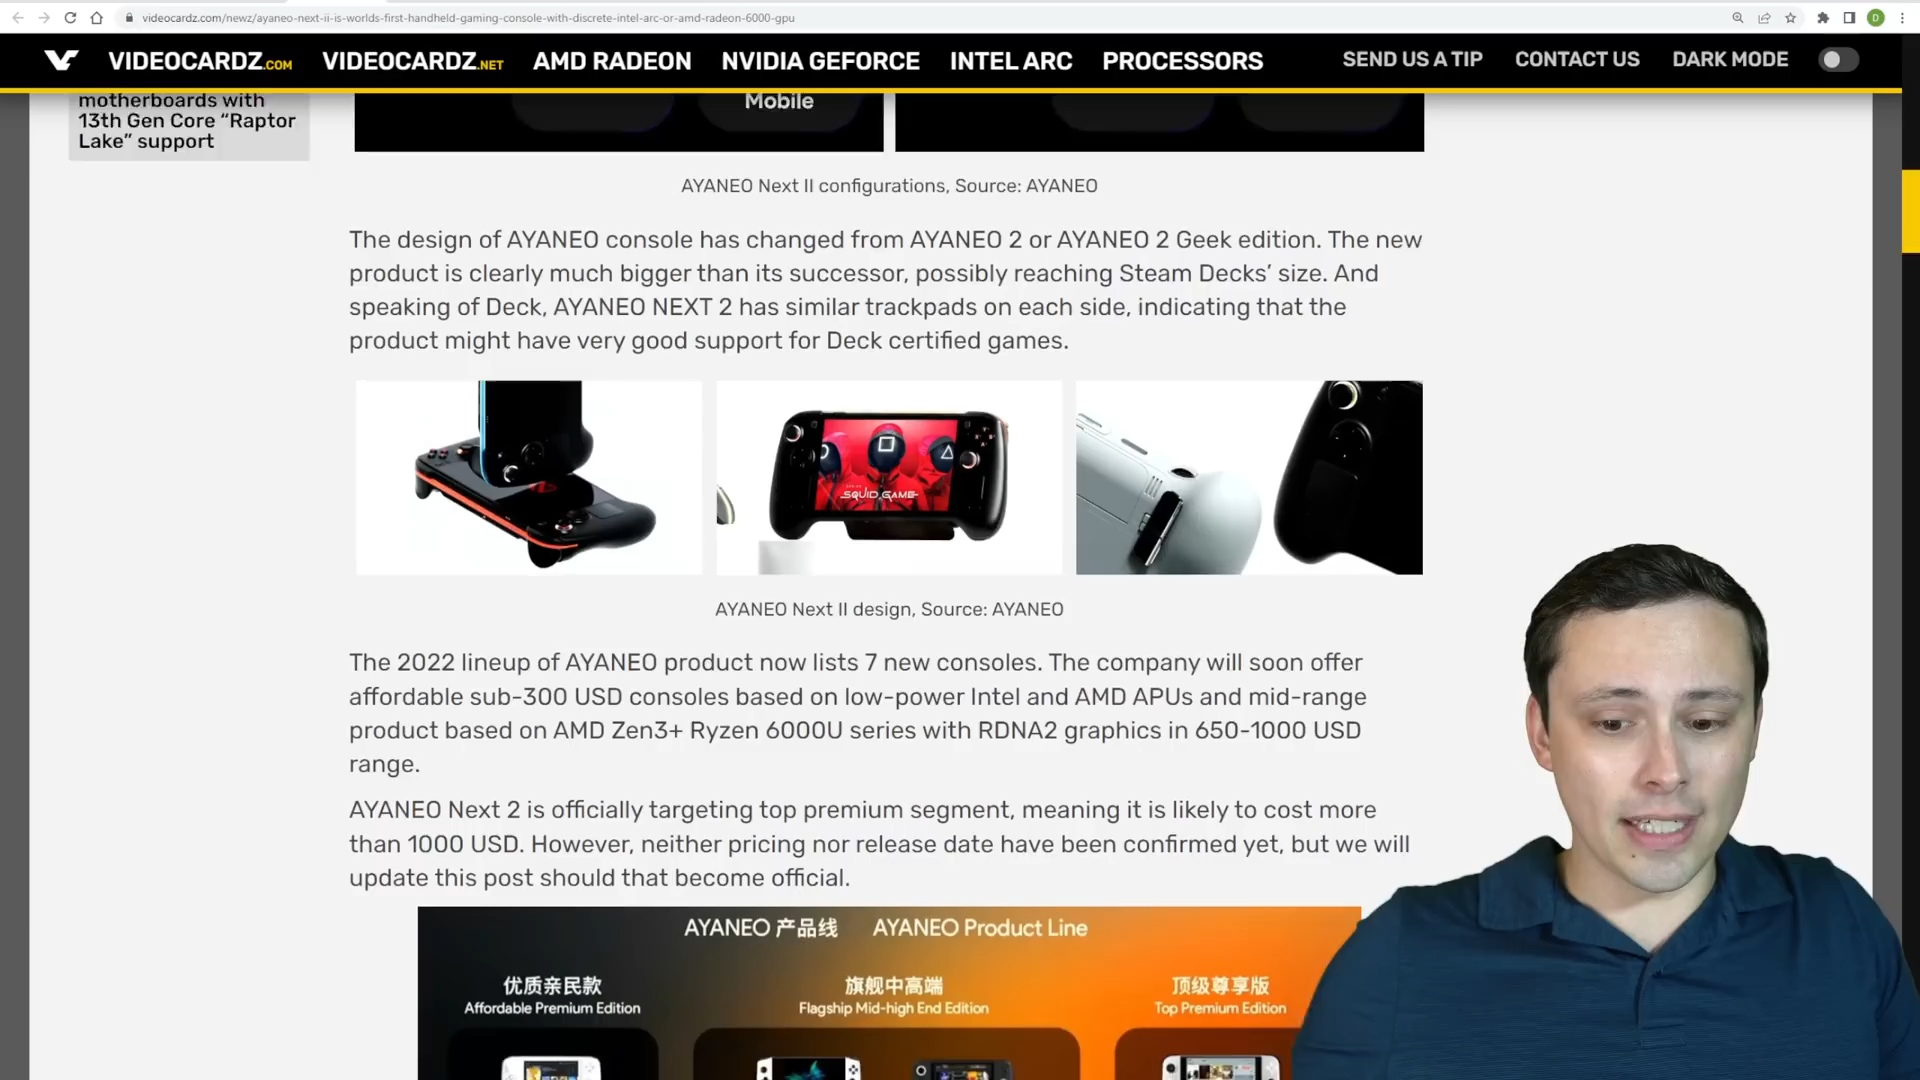 videocardz.com/newz/ayaneo-next-ii-is-worlds-first-handheld-gaming-console-with-discrete-intel-arc-or-amd-radeon-6000-gpu
D
VIDEOCARDZ.COM VIDEOCARDZ.NET AMD RADEON NVIDIA GEFORCE INTEL ARC PROCESSORS SEND US A TIP CONTACT US DARK MODE
motherboards with
13th Gen Core “Raptor
Lake” support
Mobile
AYANEO Next II configurations, Source: AYANEO
The design of AYANEO console has changed from AYANEO 2 or AYANEO 2 Geek edition. The new
product is clearly much bigger than its successor, possibly reaching Steam Decks’ size. And
speaking of Deck, AYANEO NEXT 2 has similar trackpads on each side, indicating that the
product might have very good support for Deck certified games.
SQUID GAME
AYANEO Next II design, Source: AYANEO
The 2022 lineup of AYANEO product now lists 7 new consoles. The company will soon offer
affordable sub-300 USD consoles based on low-power Intel and AMD APUs and mid-range
product based on AMD Zen3+ Ryzen 6000U series with RDNA2 graphics in 650-1000 USD
range.
AYANEO Next 2 is officially targeting top premium segment, meaning it is likely to cost more
than 1000 USD. However, neither pricing nor release date have been confirmed yet, but we will
update this post should that become official.
AYANEO 产品线 AYANEO Product Line
优质亲民款 旗舰中高端 顶级尊享版
Affordable Premium Edition Flagship Mid-high End Edition Top Premium Edition